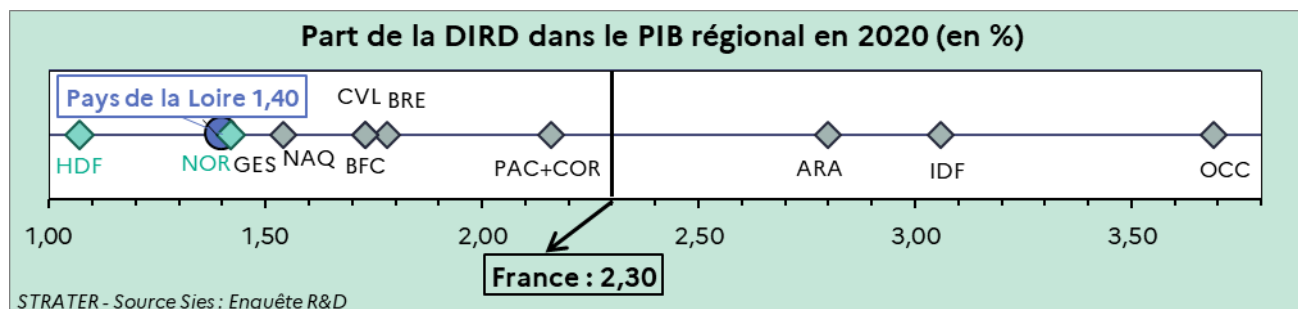 Part de la DIRD dans le PIB régional en 2020 (en %)
Pays de la Loire 1,40
CVL BRE
HDF NOR GES NAQ BFC PAC+COR ARA IDF OCC
1,00 1,50 2,00 2,50 3,00 3,50
France : 2,30
STRATER - Source Sies : Enquête R&D